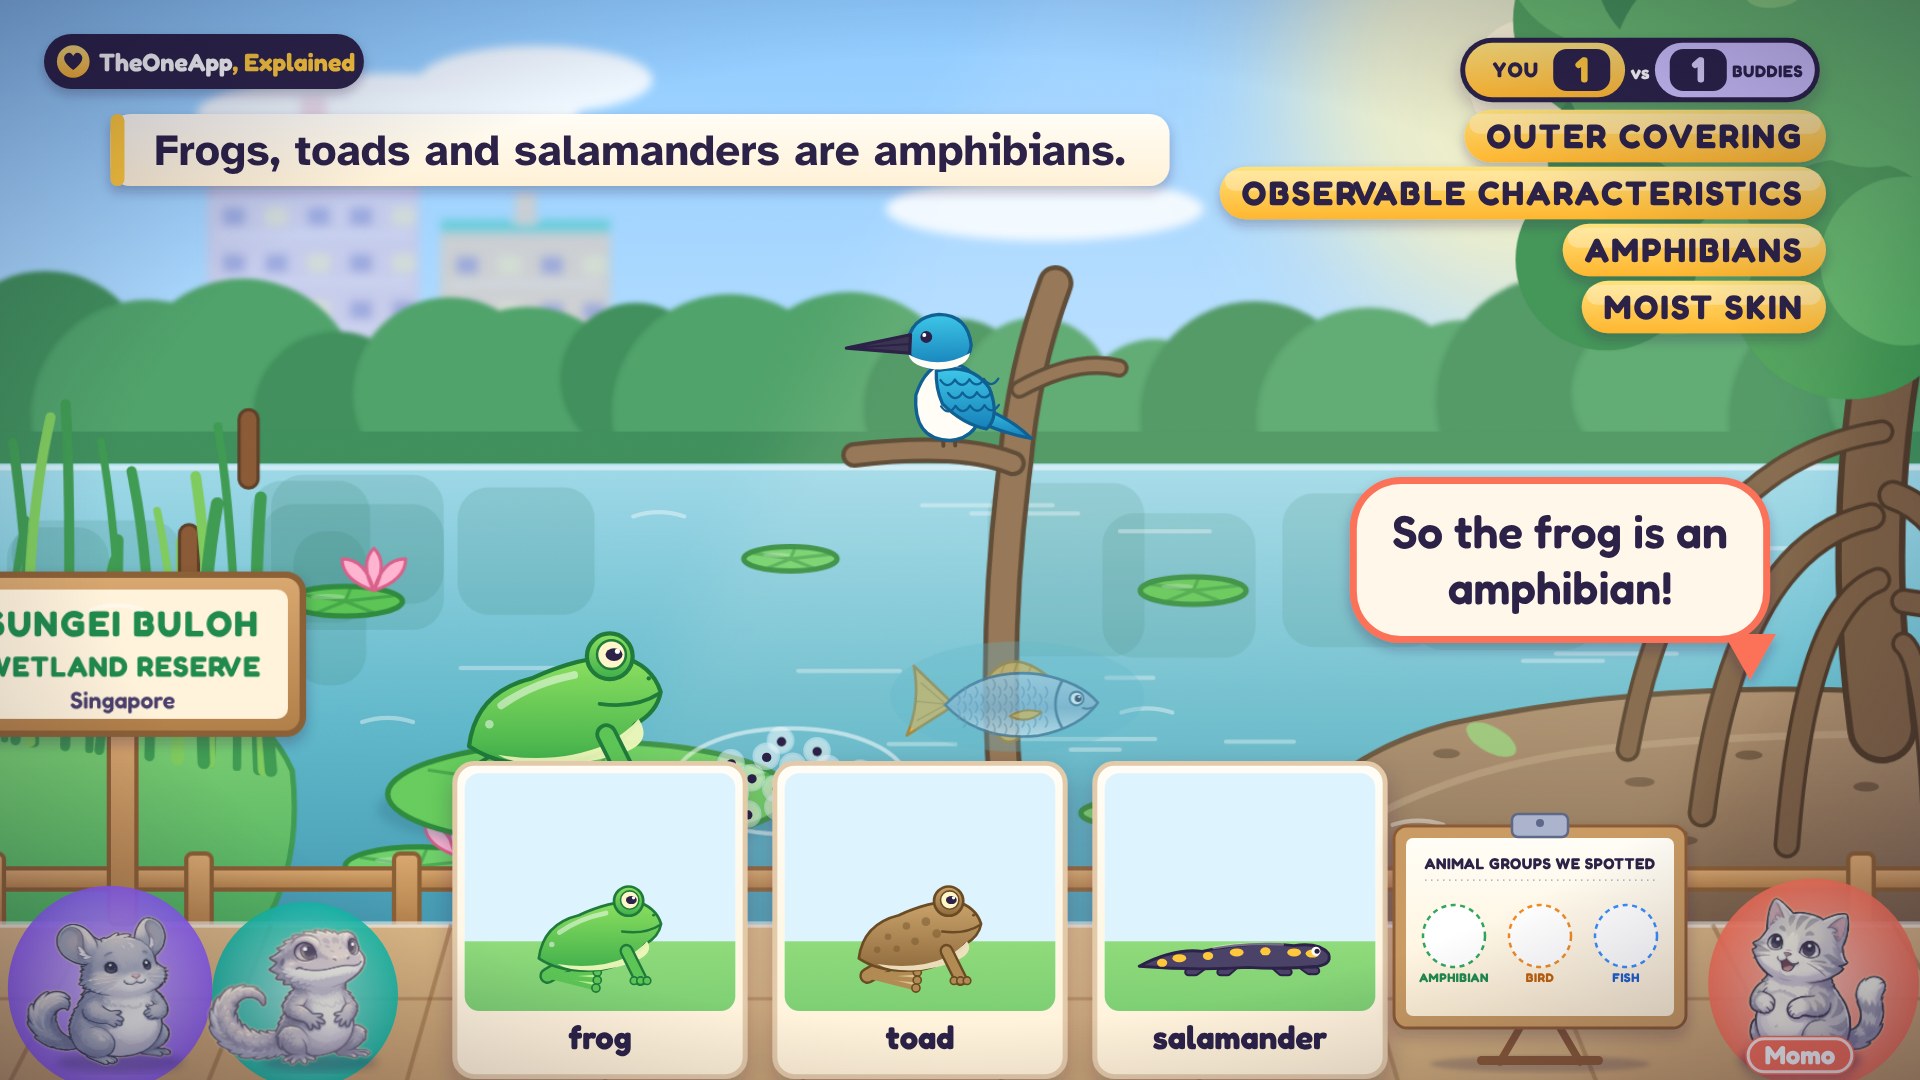 TheOneApp, Explained
YOU 1 vs 1 BUDDIES
Frogs, toads and salamanders are amphibians.
OUTER COVERING
OBSERVABLE CHARACTERISTICS
AMPHIBIANS
MOIST SKIN
So the frog is an
amphibian!
SUNGEI BULOH
WETLAND RESERVE
Singapore
ANIMAL GROUPS WE SPOTTED
AMPHIBIAN BIRD FISH
frog
toad
salamander
Momo